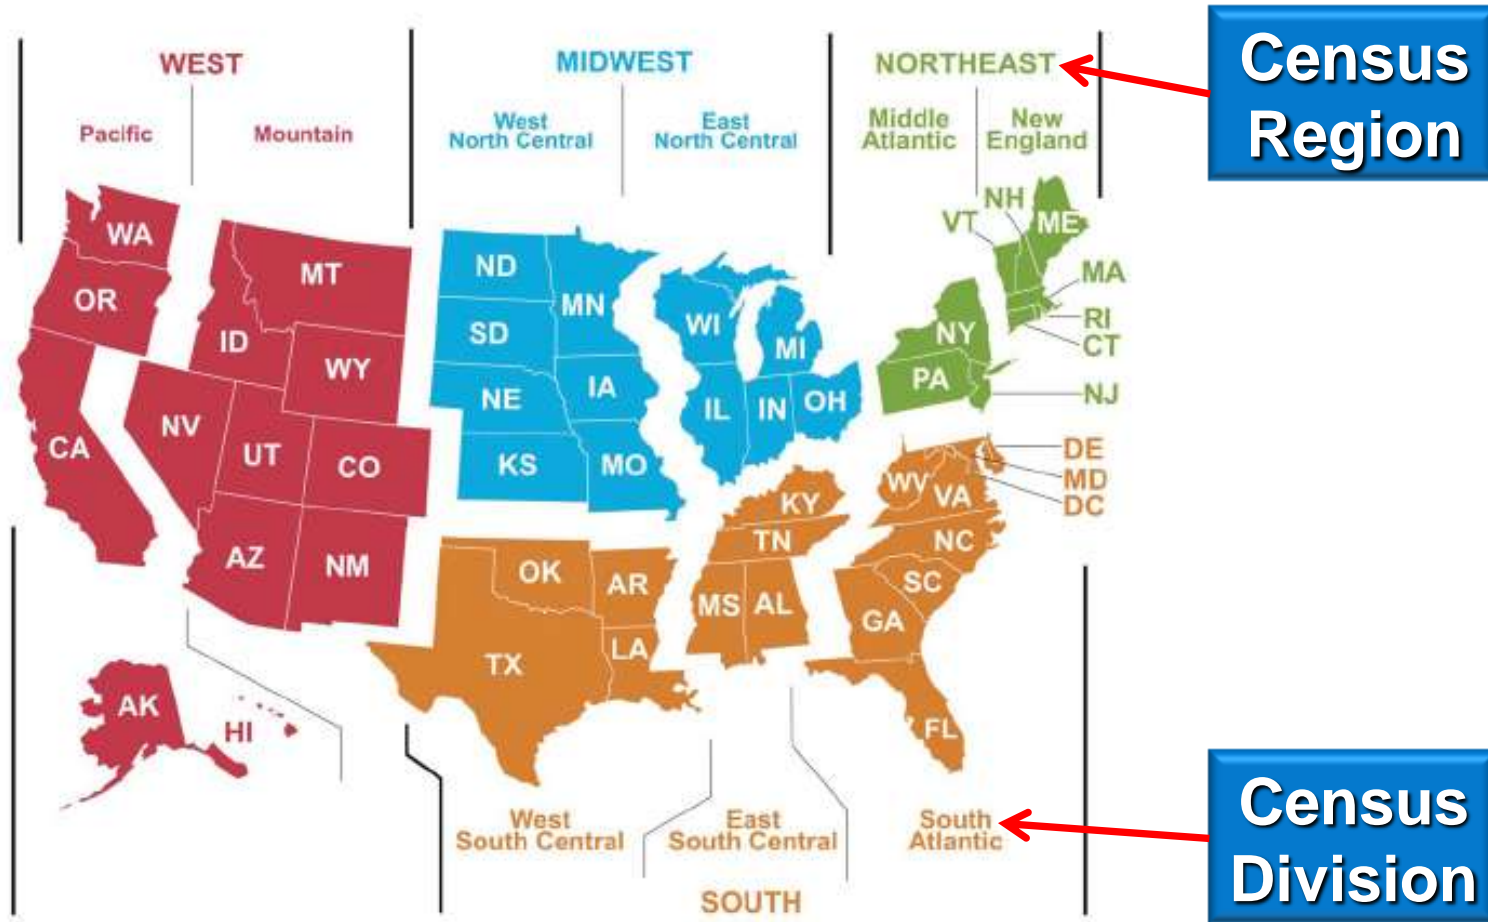 WEST
MIDWEST
NORTHEAST
Census
Region
Pacific
Mountain
West
North Central
East
North Central
Middle
Atlantic
New
England
WA
OR
CA
MT
ID
WY
NV
UT
CO
AZ
NM
AK
HI
ND
SD
NE
KS
MN
IA
MO
WI
MI
IL
IN
OH
VT
NH
ME
MA
RI
CT
NY
PA
NJ
DE
MD
DC
WV
VA
KY
TN
NC
SC
GA
FL
MS
AL
OK
AR
TX
LA
West
South Central
East
South Central
South
Atlantic
SOUTH
Census
Division